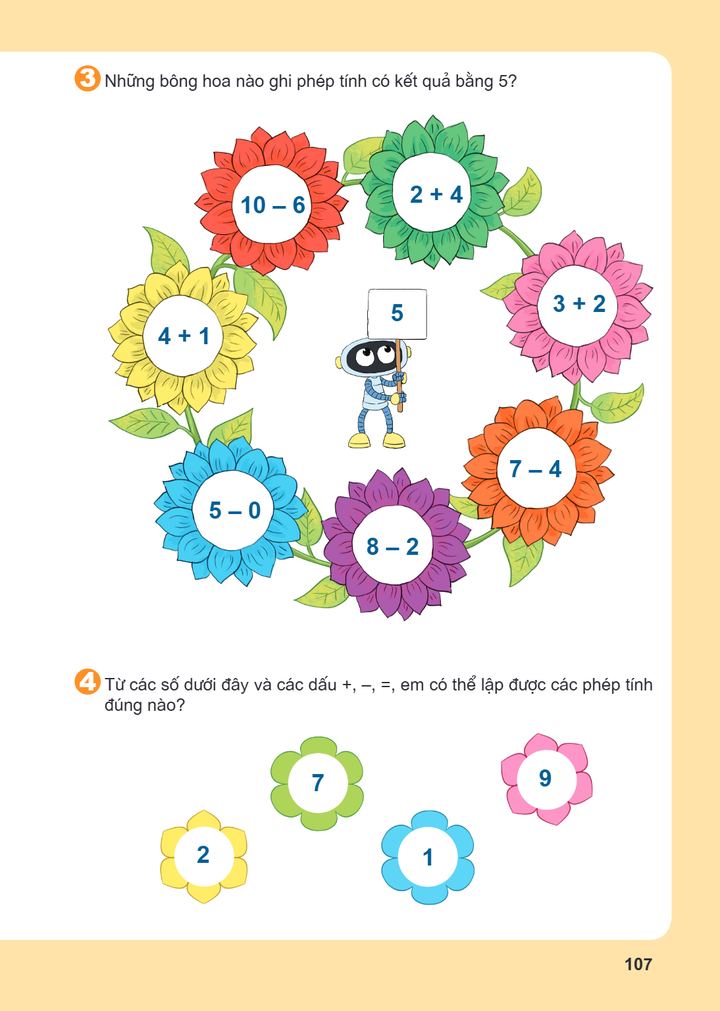 3 Những bông hoa nào ghi phép tính có kết quả bằng 5?
10 – 6
2 + 4
4 + 1
5
3 + 2
7 – 4
5 – 0
8 – 2
4 Từ các số dưới đây và các dấu +, –, =, em có thể lập được các phép tính
đúng nào?
7
9
2
1
107